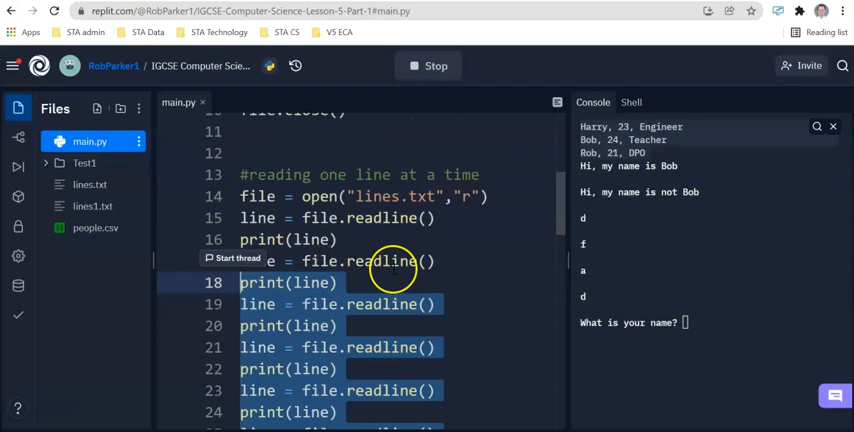 replit.com/@RobParker1/IGCSE-Computer-Science-Lesson-5-Part-1#main.py
Apps STA admin STA Data STA Technology STA CS V5 ECA Reading list
RobParker1 / IGCSE Computer Scie... Stop Invite
Files
main.py
Test1
lines.txt
lines1.txt
people.csv
?
main.py ×
file.close()
11
12
13 #reading one line at a time
14 file = open("lines.txt","r")
15 line = file.readline()
16 print(line)
Start thread
= file.readline()
18 print(line)
19 line = file.readline()
20 print(line)
21 line = file.readline()
22 print(line)
23 line = file.readline()
24 print(line)
Console Shell
Harry, 23, Engineer
Bob, 24, Teacher
Rob, 21, DPO
Hi, my name is Bob
Hi, my name is not Bob
d
f
a
d
What is your name?